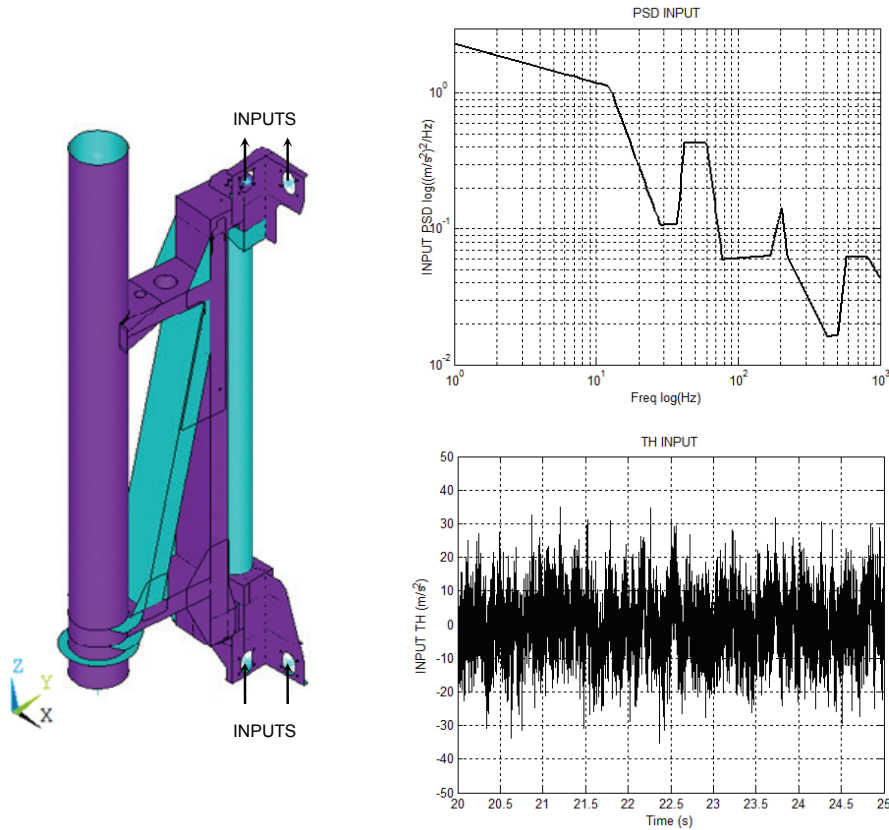 INPUTS
Z
Y
X
INPUTS
PSD INPUT
INPUT PSD log((m/s²)²/Hz)
10⁰
10⁻¹
10⁻²
10⁰
10¹
10²
10³
Freq log(Hz)
TH INPUT
INPUT TH (m/s²)
50
40
30
20
10
0
-10
-20
-30
-40
-50
20
20.5
21
21.5
22
22.5
23
23.5
24
24.5
25
Time (s)